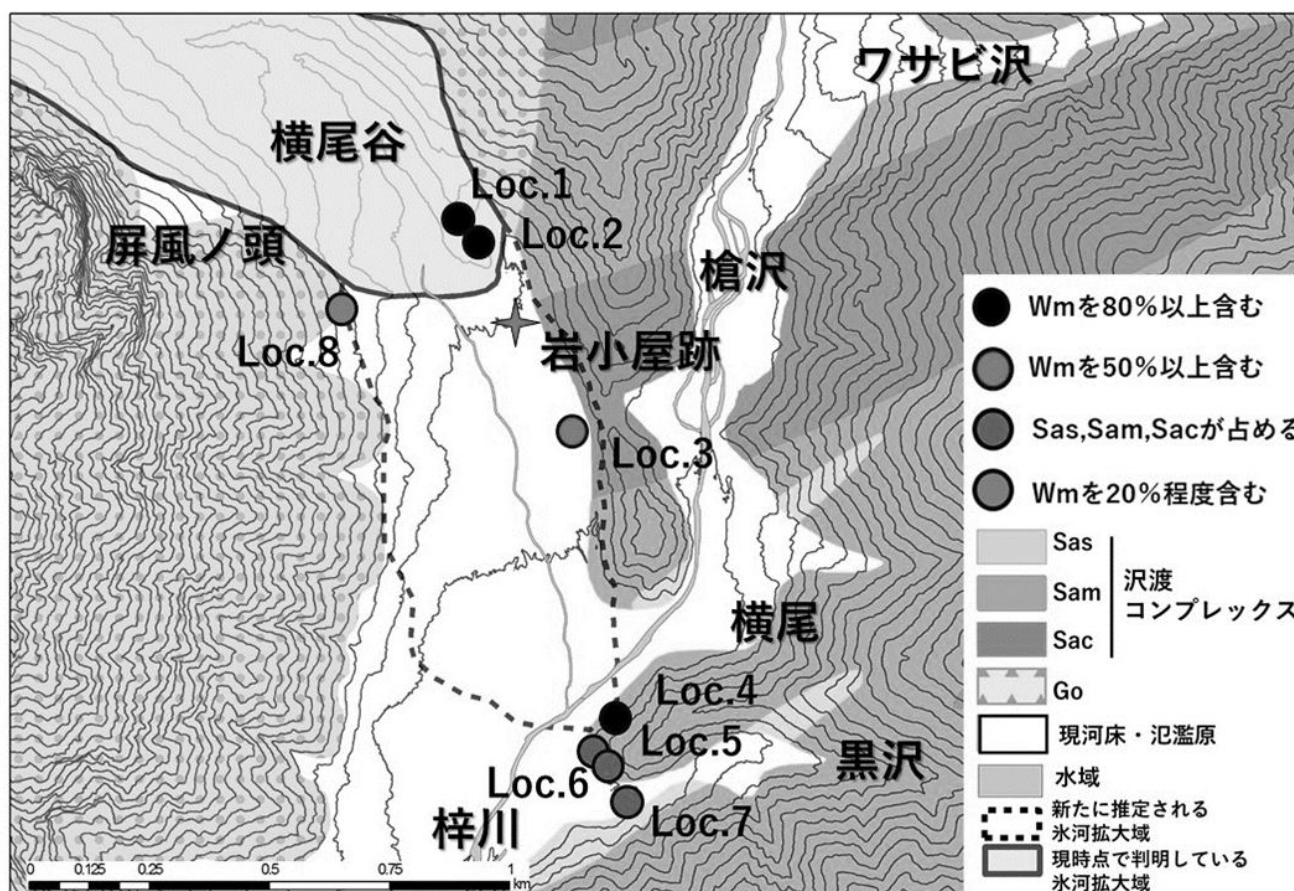 ワサビ沢
横尾谷
Loc.1
Loc.2
屏風ノ頭
槍沢
Loc.8
岩小屋跡
Loc.3
横尾
Loc.4
Loc.5
Loc.6
黒沢
Loc.7
梓川
0 0.125 0.25 0.5 0.75 1
km
Wmを80%以上含む
Wmを50%以上含む
Sas,Sam,Sacが占める
Wmを20%程度含む
Sas
Sam
Sac
沢渡
コンプレックス
Go
現河床・氾濫原
水域
新たに推定される
氷河拡大域
現時点で判明している
氷河拡大域